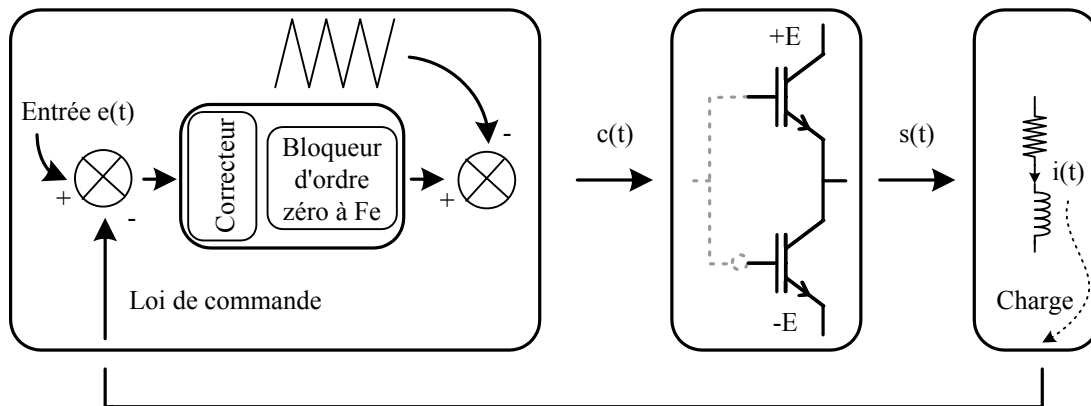 Entrée e(t)
+
-
Correcteur
Bloqueur
d'ordre
zéro à Fe
-
+
Loi de commande
c(t)
+E
-E
s(t)
i(t)
Charge